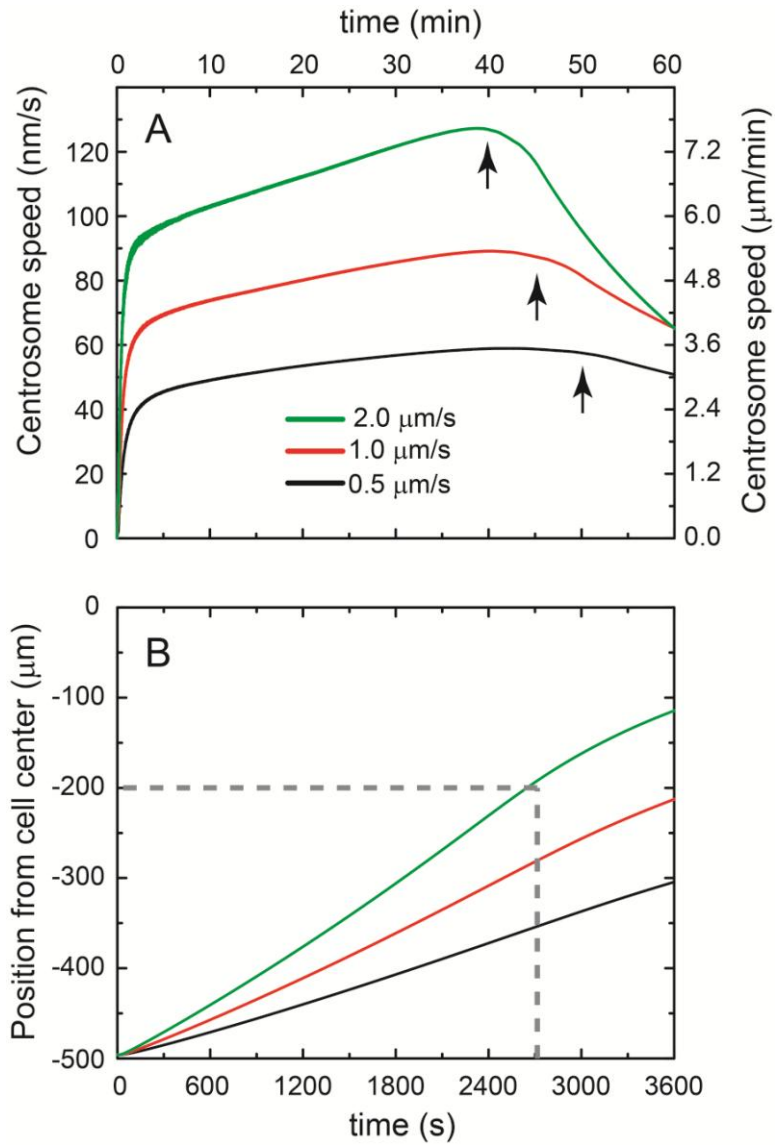 time (min)
0 10 20 30 40 50 60
A
Centrosome speed (nm/s)
120
100
80
60
40
20
0
Centrosome speed (μm/min)
7.2
6.0
4.8
3.6
2.4
1.2
0.0
2.0 μm/s
1.0 μm/s
0.5 μm/s
B
Position from cell center (μm)
0
-100
-200
-300
-400
-500
0 600 1200 1800 2400 3000 3600
time (s)